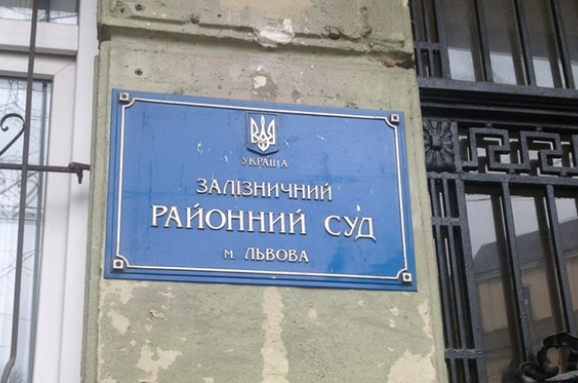 УКРАЇНА
ЗАЛІЗНИЧНИЙ
РАЙОННИЙ СУД
М. ЛЬВОВА